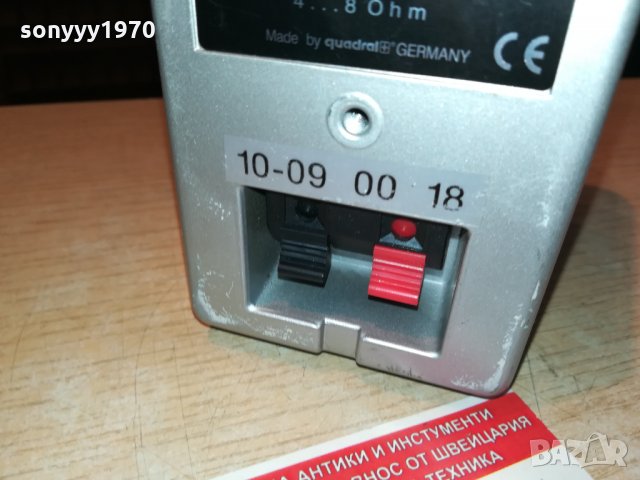 sonyyy1970
4...8 Ohm
Made by quadral GERMANY CE
10-09 00 18
АНТИКИ И ИНСТУМЕНТИ
ВНОС ОТ ШВЕЙЦАРИЯ
ТЕХНИКА
BAZAR